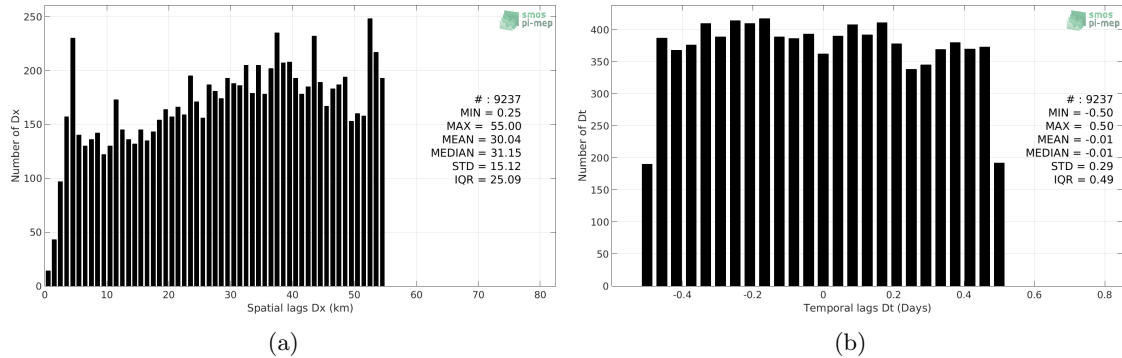 smos
pi-mep
250
200
150
100
50
0
Number of Dx
# : 9237
MIN = 0.25
MAX = 55.00
MEAN = 30.04
MEDIAN = 31.15
STD = 15.12
IQR = 25.09
0 10 20 30 40 50 60 70 80
Spatial lags Dx (km)
(a)
smos
pi-mep
400
350
300
250
200
150
100
50
0
Number of Dt
# : 9237
MIN = -0.50
MAX = 0.50
MEAN = -0.01
MEDIAN = -0.01
STD = 0.29
IQR = 0.49
-0.4 -0.2 0 0.2 0.4 0.6 0.8
Temporal lags Dt (Days)
(b)